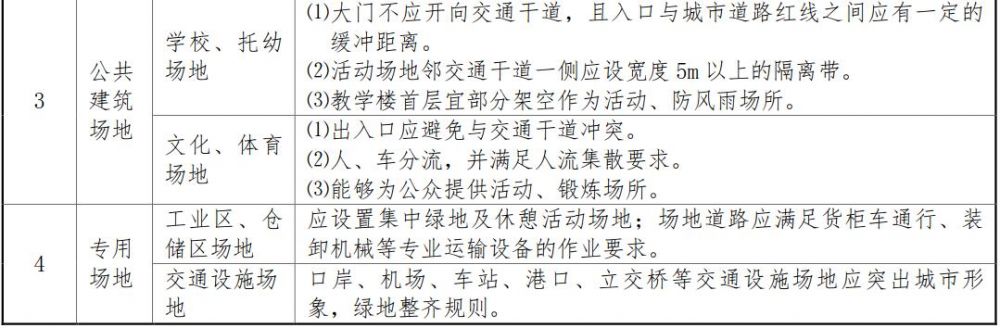 学校、托幼
场地
⑴大门不应开向交通干道，且入口与城市道路红线之间应有一定的
缓冲距离。
⑵活动场地邻交通干道一侧应设宽度 5m 以上的隔离带。
⑶教学楼首层宜部分架空作为活动、防风雨场所。
3
公共
建筑
场地
文化、体育
场地
⑴出入口应避免与交通干道冲突。
⑵人、车分流，并满足人流集散要求。
⑶能够为公众提供活动、锻炼场所。
4
专用
场地
工业区、仓
储区场地
应设置集中绿地及休憩活动场地；场地道路应满足货柜车通行、装
卸机械等专业运输设备的作业要求。
交通设施场
地
口岸、机场、车站、港口、立交桥等交通设施场地应突出城市形
象，绿地整齐规则。